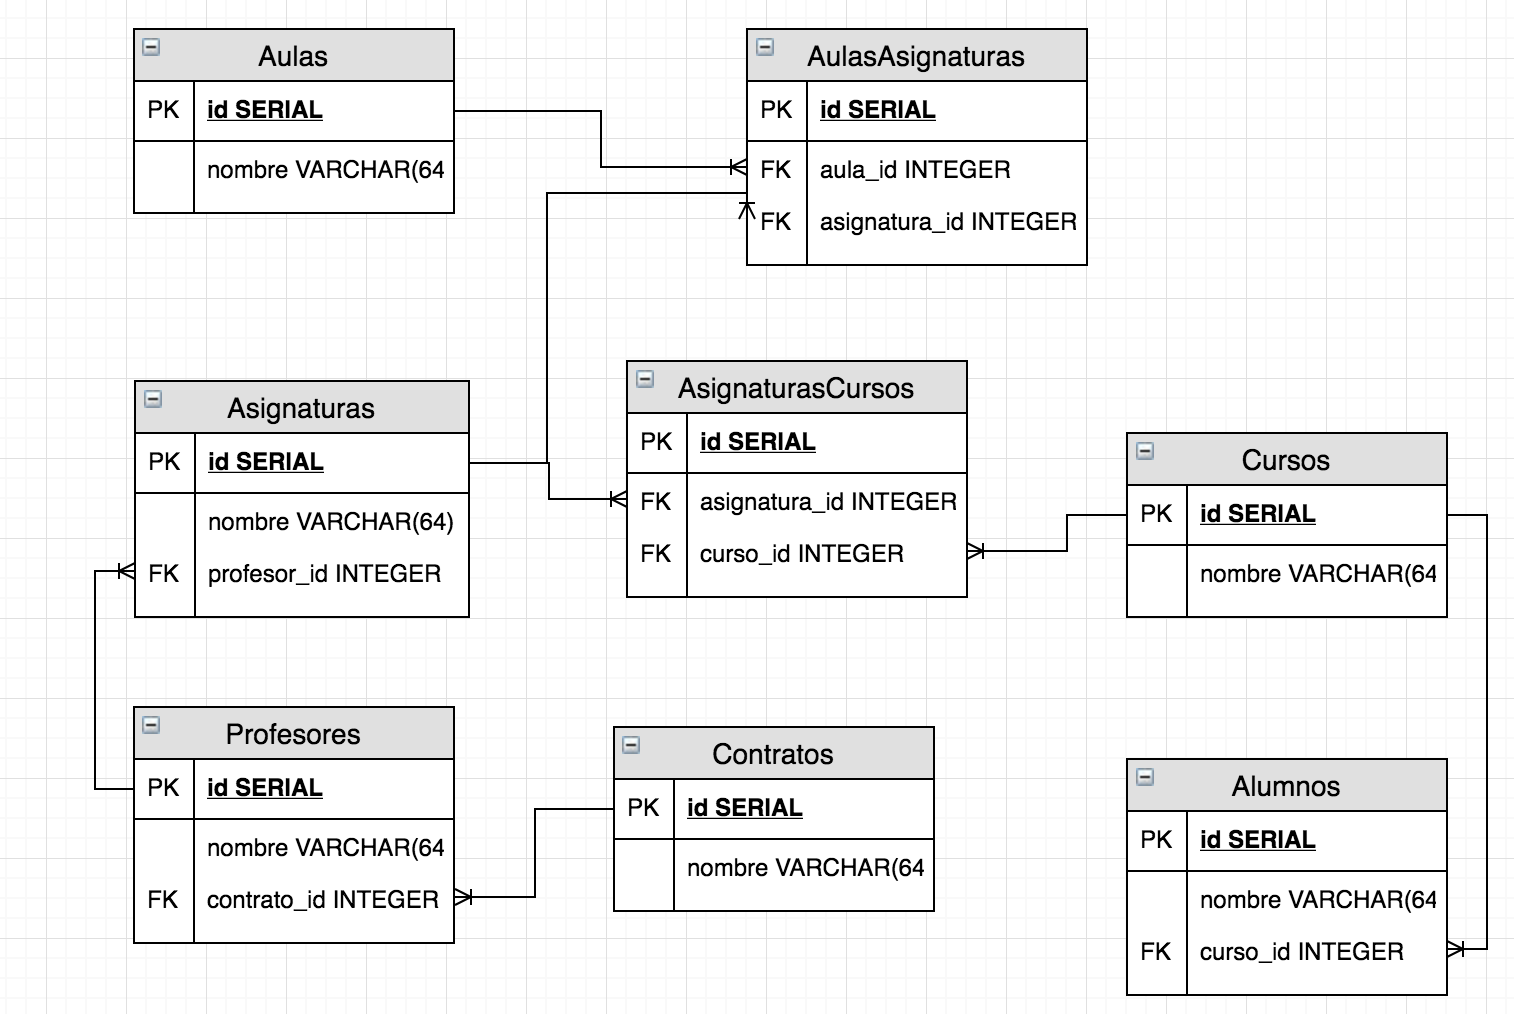 Aulas
PK id SERIAL
nombre VARCHAR(64
AulasAsignaturas
PK id SERIAL
FK aula_id INTEGER
FK asignatura_id INTEGER
Asignaturas
PK id SERIAL
nombre VARCHAR(64)
FK profesor_id INTEGER
AsignaturasCursos
PK id SERIAL
FK asignatura_id INTEGER
FK curso_id INTEGER
Cursos
PK id SERIAL
nombre VARCHAR(64
Profesores
PK id SERIAL
nombre VARCHAR(64
FK contrato_id INTEGER
Contratos
PK id SERIAL
nombre VARCHAR(64
Alumnos
PK id SERIAL
nombre VARCHAR(64
FK curso_id INTEGER